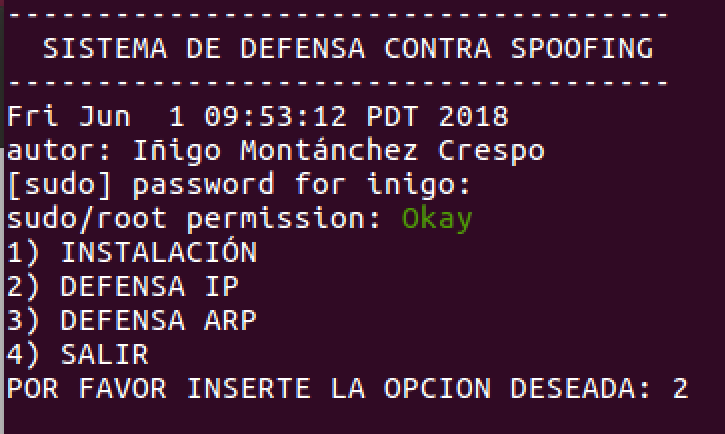 -------------------------------------
SISTEMA DE DEFENSA CONTRA SPOOFING
-------------------------------------
Fri Jun  1 09:53:12 PDT 2018
autor: Iñigo Montánchez Crespo
[sudo] password for inigo:
sudo/root permission: Okay
1) INSTALACIÓN
2) DEFENSA IP
3) DEFENSA ARP
4) SALIR
POR FAVOR INSERTE LA OPCION DESEADA: 2